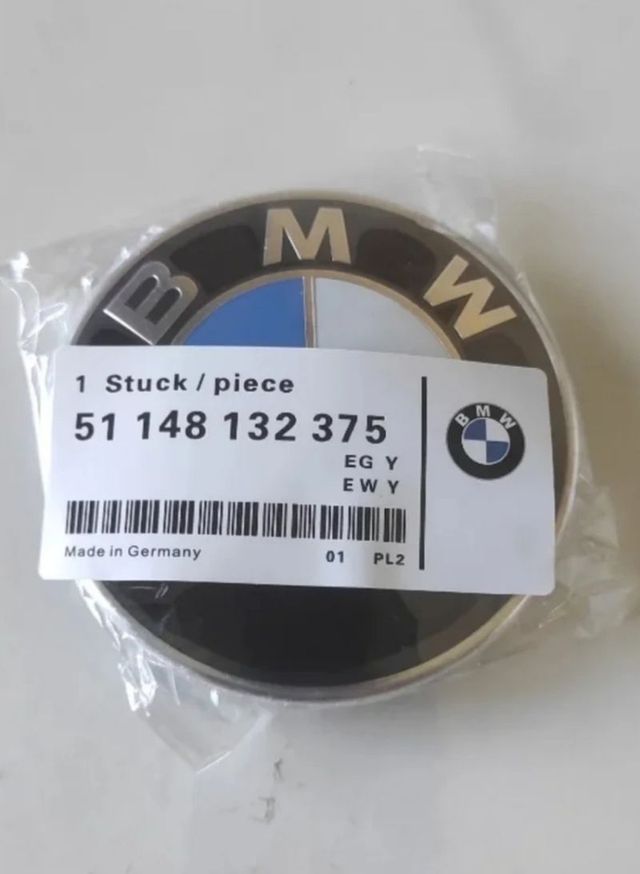 BMW
1 Stuck / piece
51 148 132 375
EG Y
EW Y
BMW
Made in Germany
01 PL2